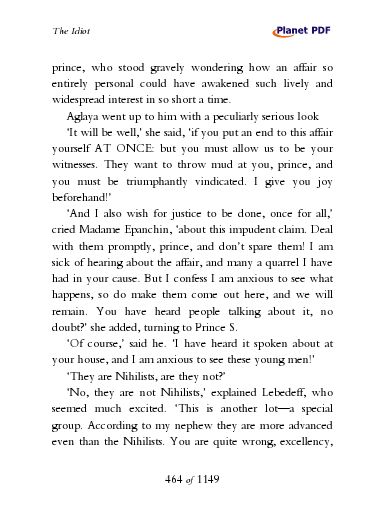 The Idiot
Planet PDF
prince, who stood gravely wondering how an affair so
entirely personal could have awakened such lively and
widespread interest in so short a time.
Aglaya went up to him with a peculiarly serious look
'It will be well,' she said, 'if you put an end to this affair
yourself AT ONCE: but you must allow us to be your
witnesses. They want to throw mud at you, prince, and
you must be triumphantly vindicated. I give you joy
beforehand!'
'And I also wish for justice to be done, once for all,'
cried Madame Epanchin, 'about this impudent claim. Deal
with them promptly, prince, and don't spare them! I am
sick of hearing about the affair, and many a quarrel I have
had in your cause. But I confess I am anxious to see what
happens, so do make them come out here, and we will
remain. You have heard people talking about it, no
doubt?' she added, turning to Prince S.
'Of course,' said he. 'I have heard it spoken about at
your house, and I am anxious to see these young men!'
'They are Nihilists, are they not?'
'No, they are not Nihilists,' explained Lebedeff, who
seemed much excited. 'This is another lot—a special
group. According to my nephew they are more advanced
even than the Nihilists. You are quite wrong, excellency,
464 of 1149